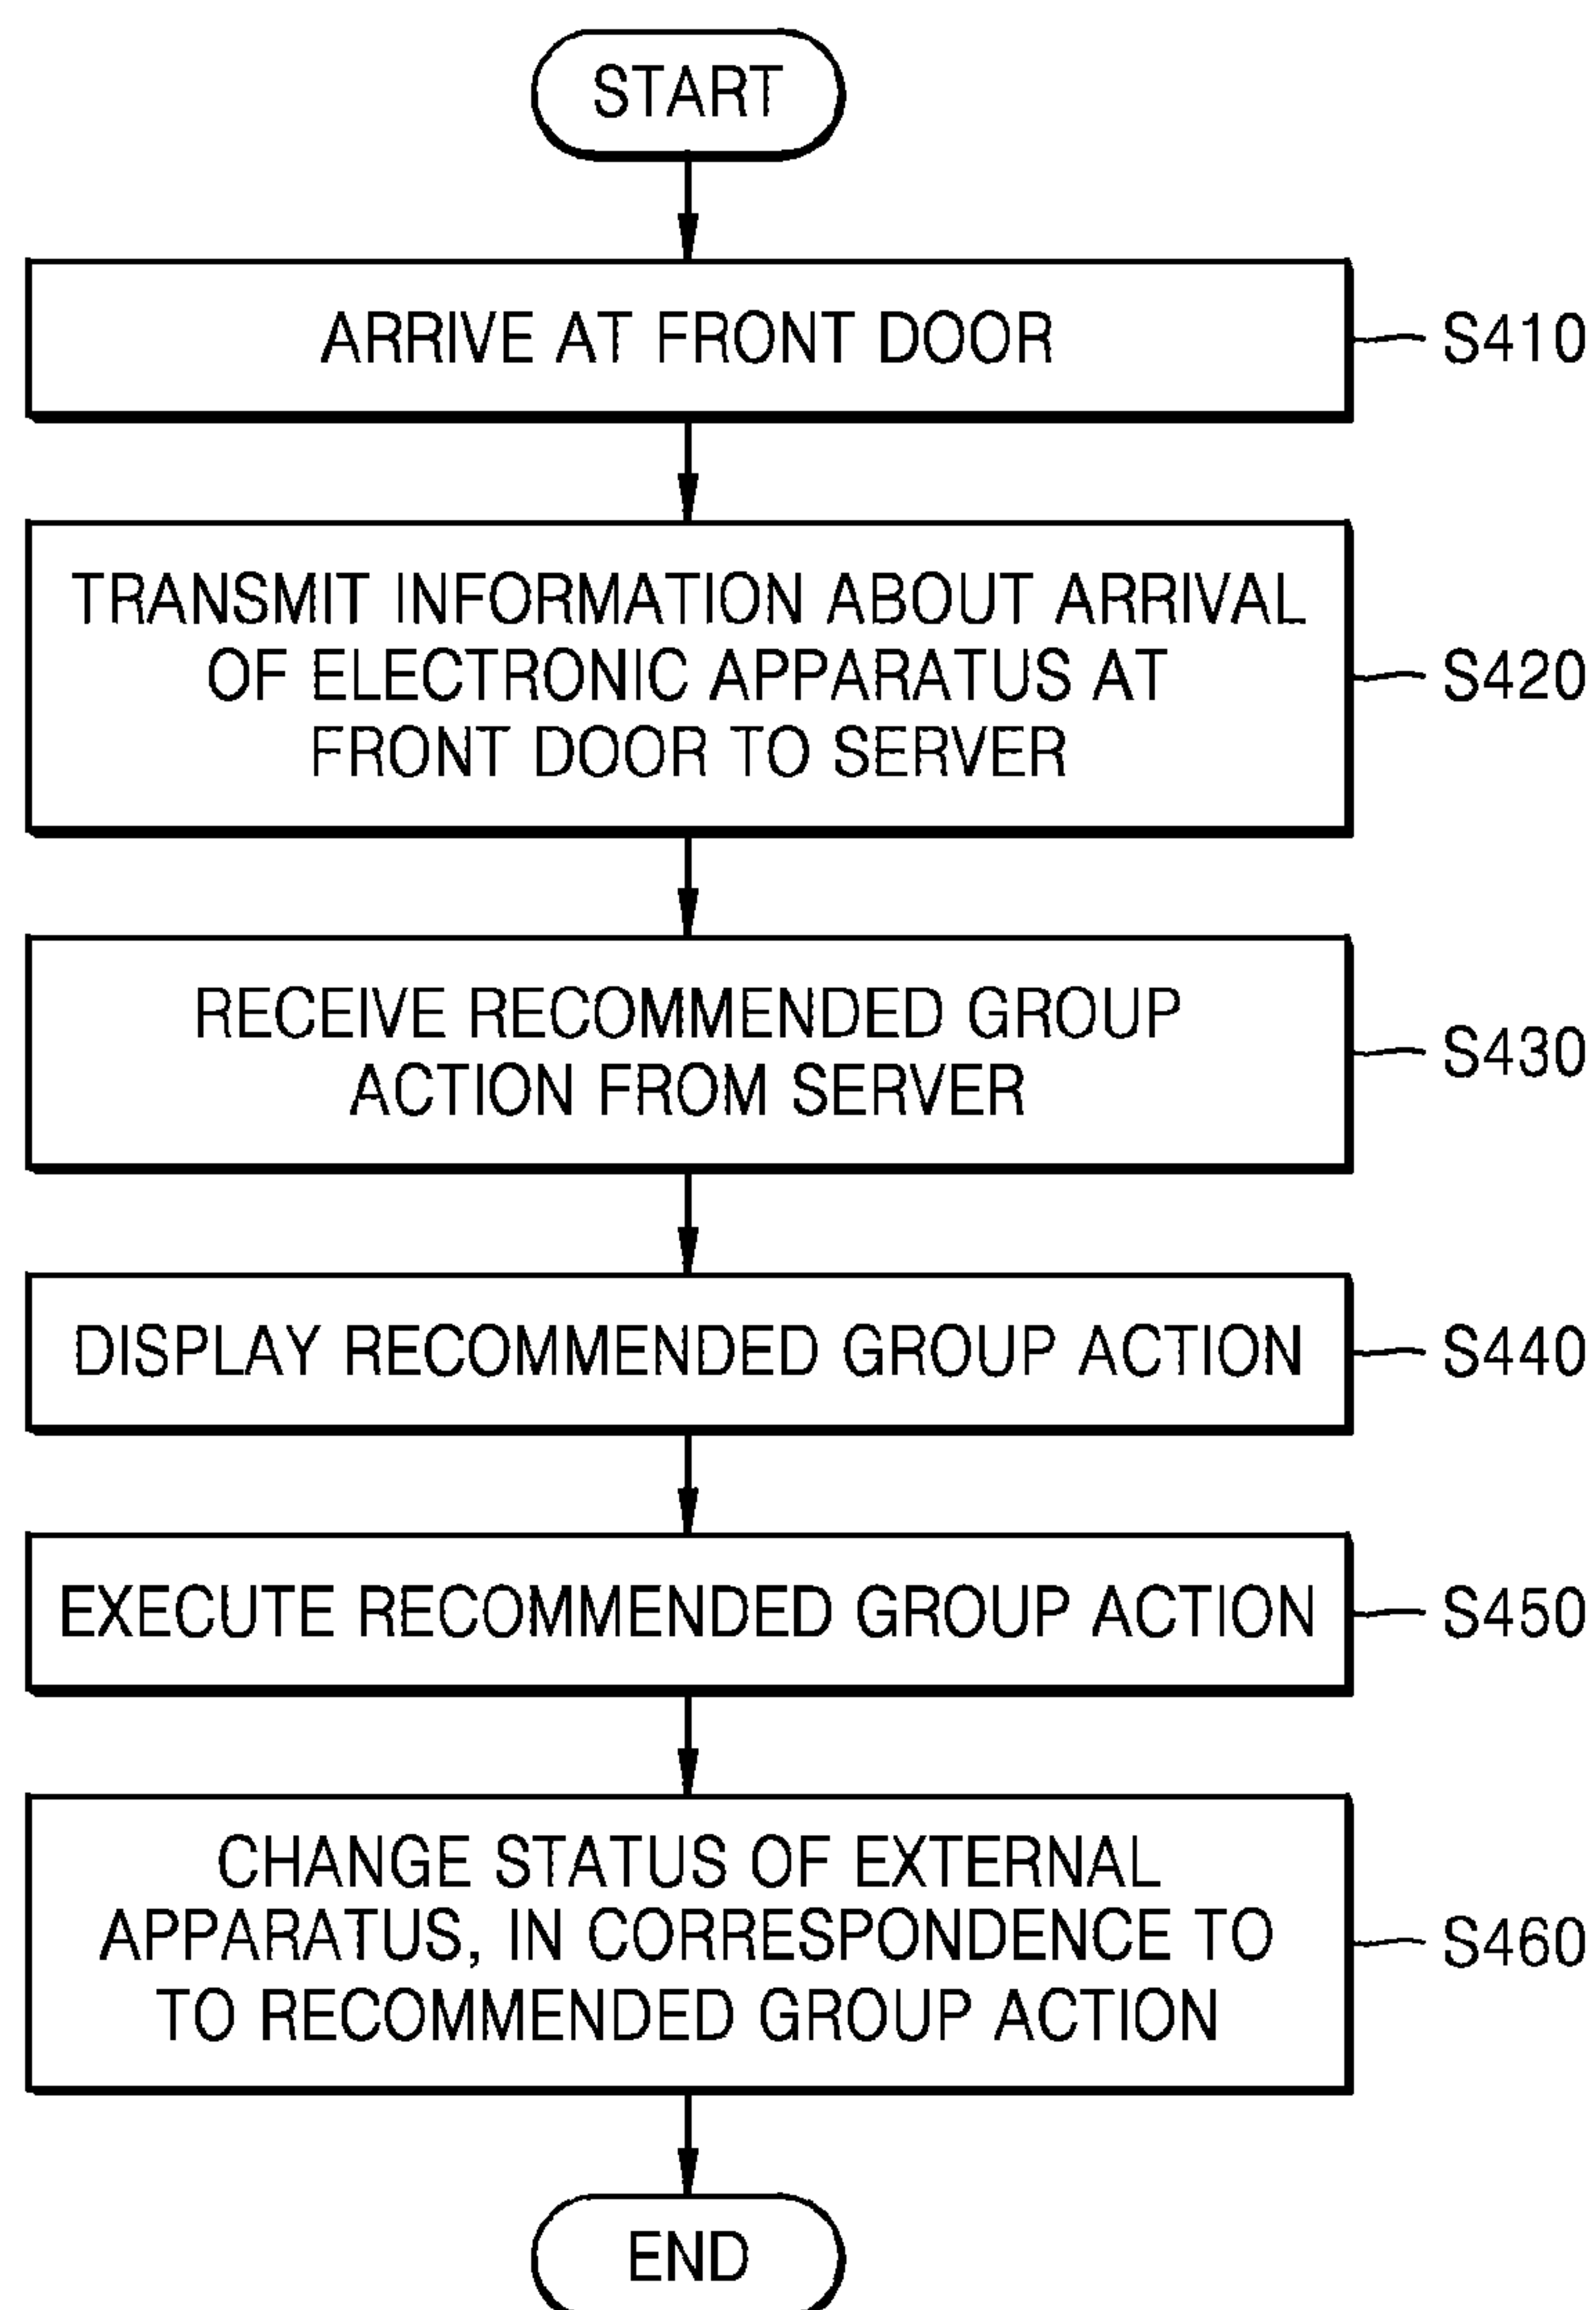 START
ARRIVE AT FRONT DOOR
S410
TRANSMIT INFORMATION ABOUT ARRIVAL
OF ELECTRONIC APPARATUS AT
FRONT DOOR TO SERVER
S420
RECEIVE RECOMMENDED GROUP
ACTION FROM SERVER
S430
DISPLAY RECOMMENDED GROUP ACTION
S440
EXECUTE RECOMMENDED GROUP ACTION
S450
CHANGE STATUS OF EXTERNAL
APPARATUS, IN CORRESPONDENCE TO
TO RECOMMENDED GROUP ACTION
S460
END